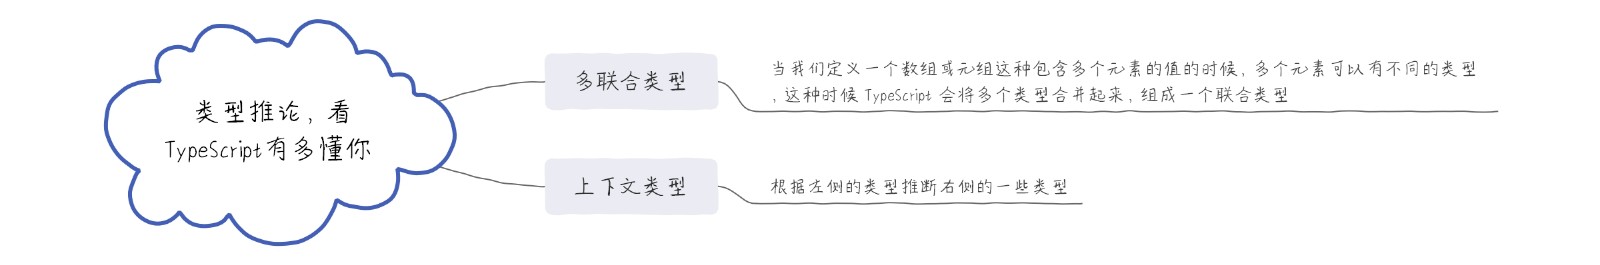 类型推论，看
TypeScript有多懂你
多联合类型
当我们定义一个数组或元组这种包含多个元素的值的时候，多个元素可以有不同的类型
，这种时候 TypeScript 会将多个类型合并起来，组成一个联合类型
上下文类型
根据左侧的类型推断右侧的一些类型